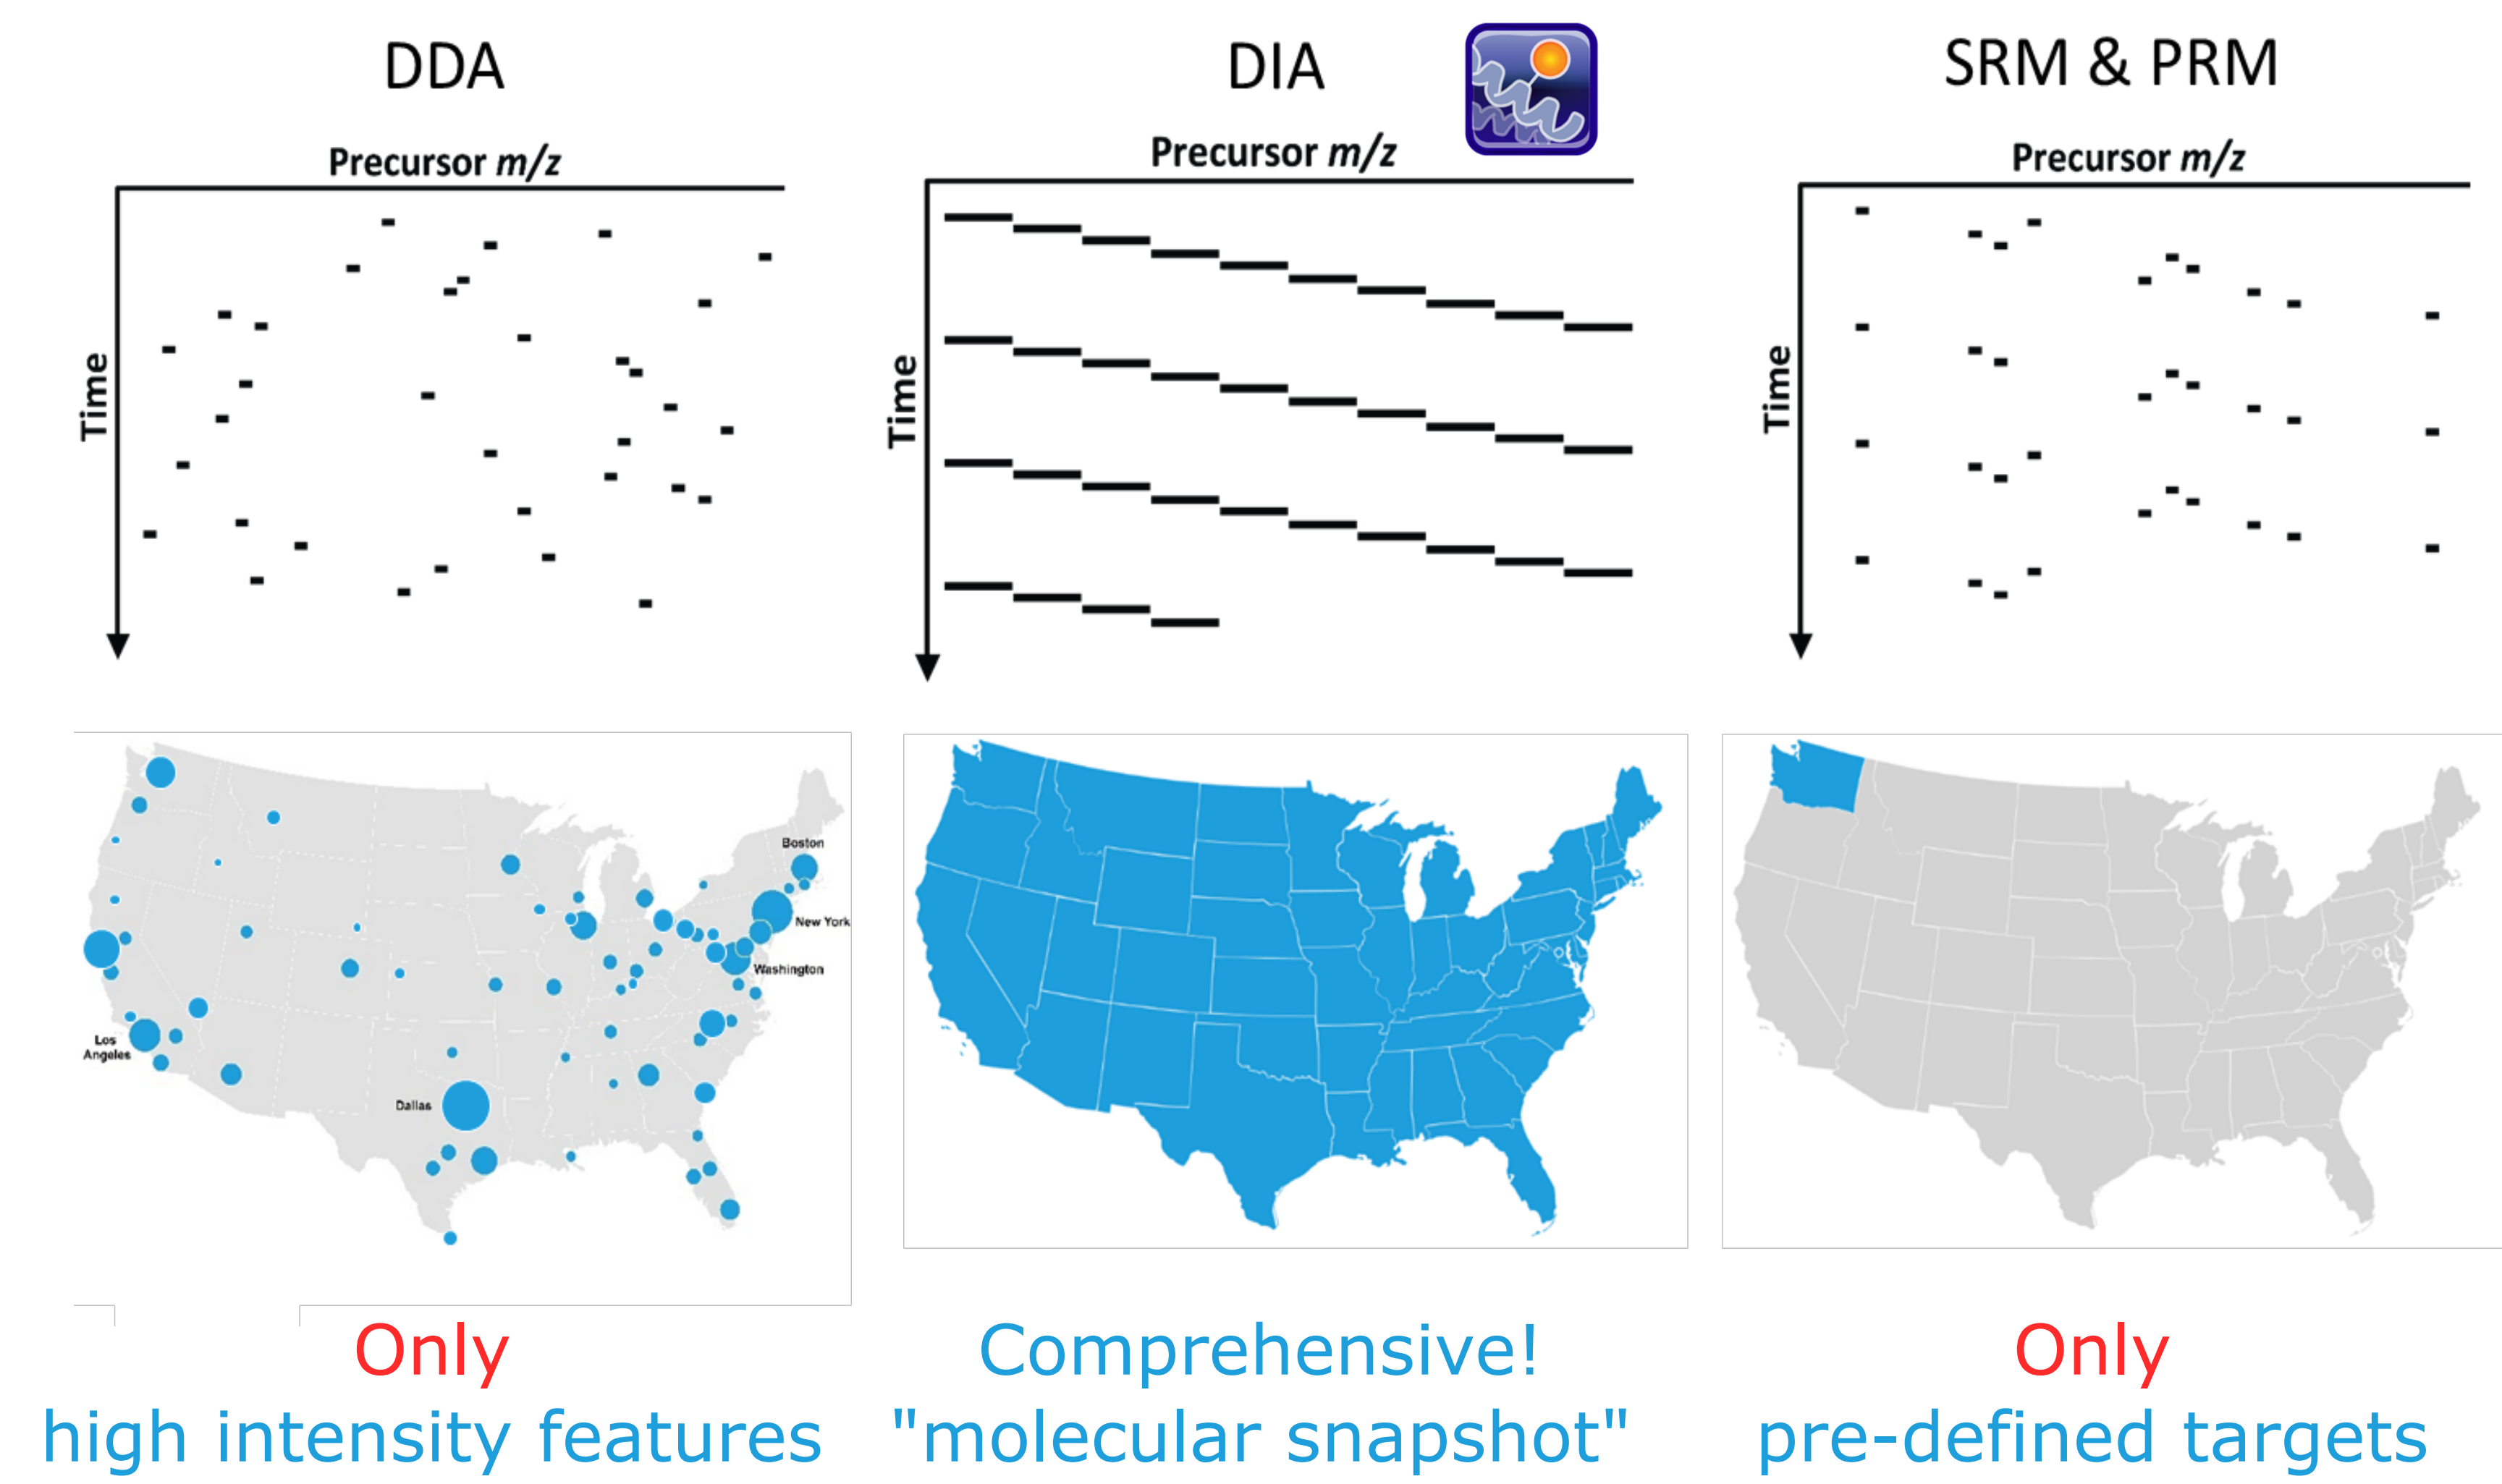 DDA
Precursor m/z
Time
DIA
Precursor m/z
Time
SRM & PRM
Precursor m/z
Time
Boston
New York
Washington
Los
Angeles
Dallas
Only
high intensity features
Comprehensive!
"molecular snapshot"
Only
pre-defined targets